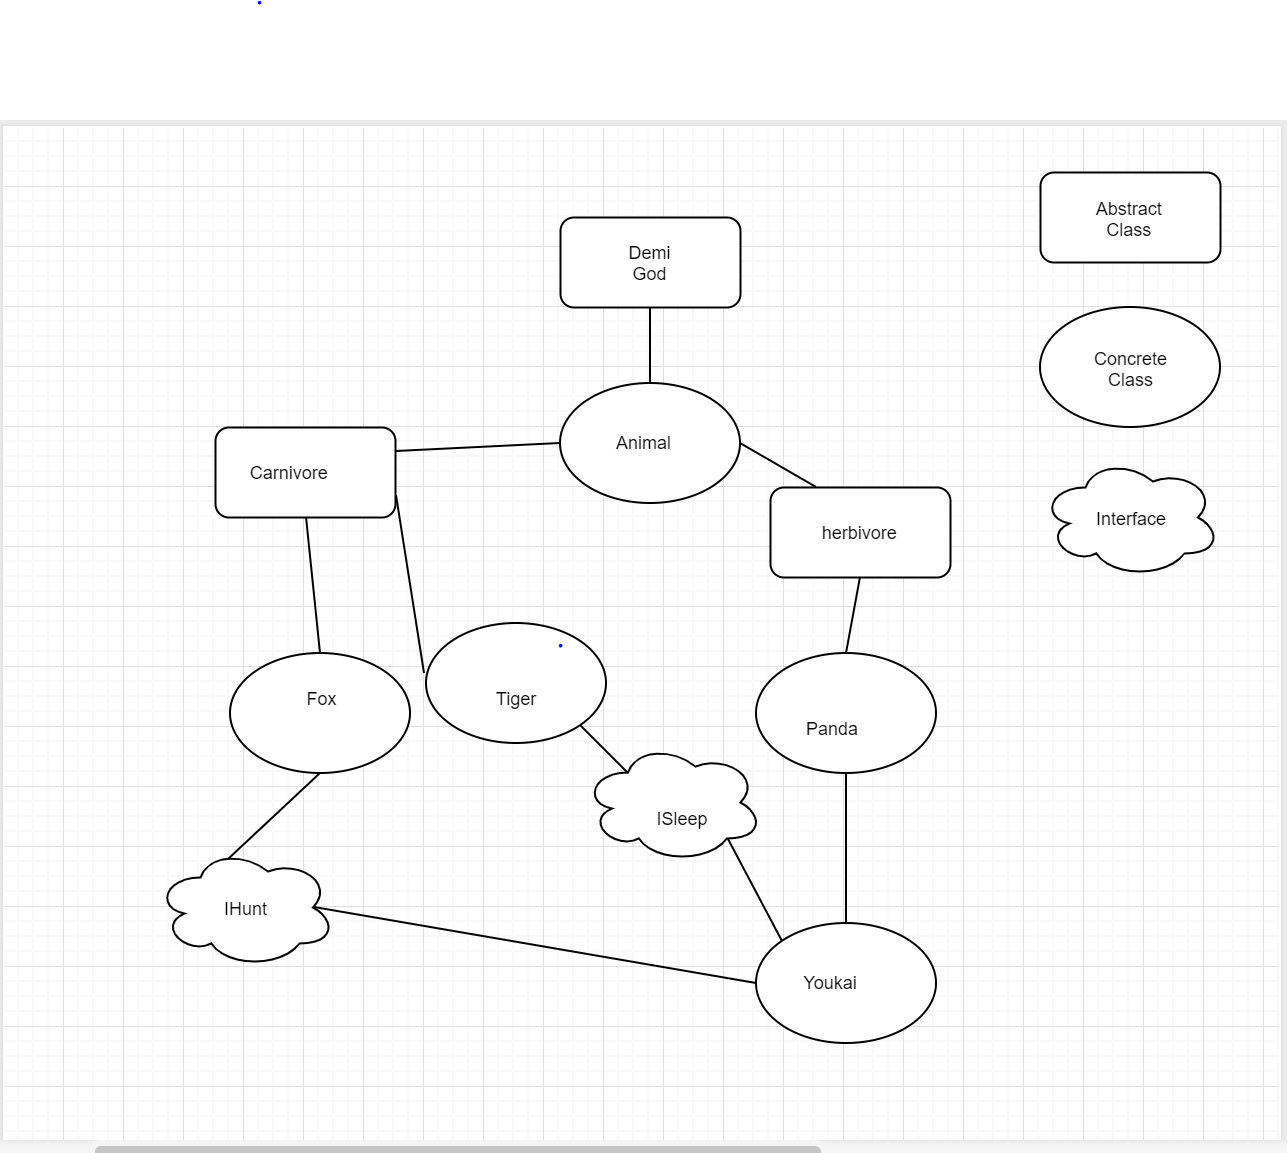 Abstract
Class
Demi
God
Concrete
Class
Animal
Carnivore
Interface
herbivore
Fox
Tiger
Panda
ISleep
IHunt
Youkai